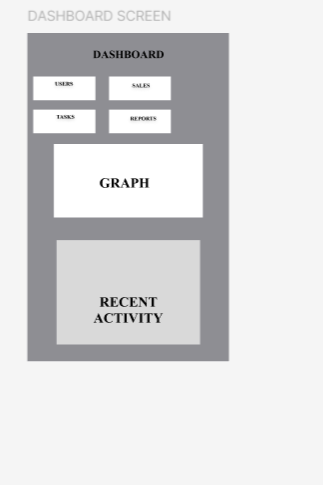 DASHBOARD SCREEN
DASHBOARD
USERS
SALES
TASKS
REPORTS
GRAPH
RECENT
ACTIVITY